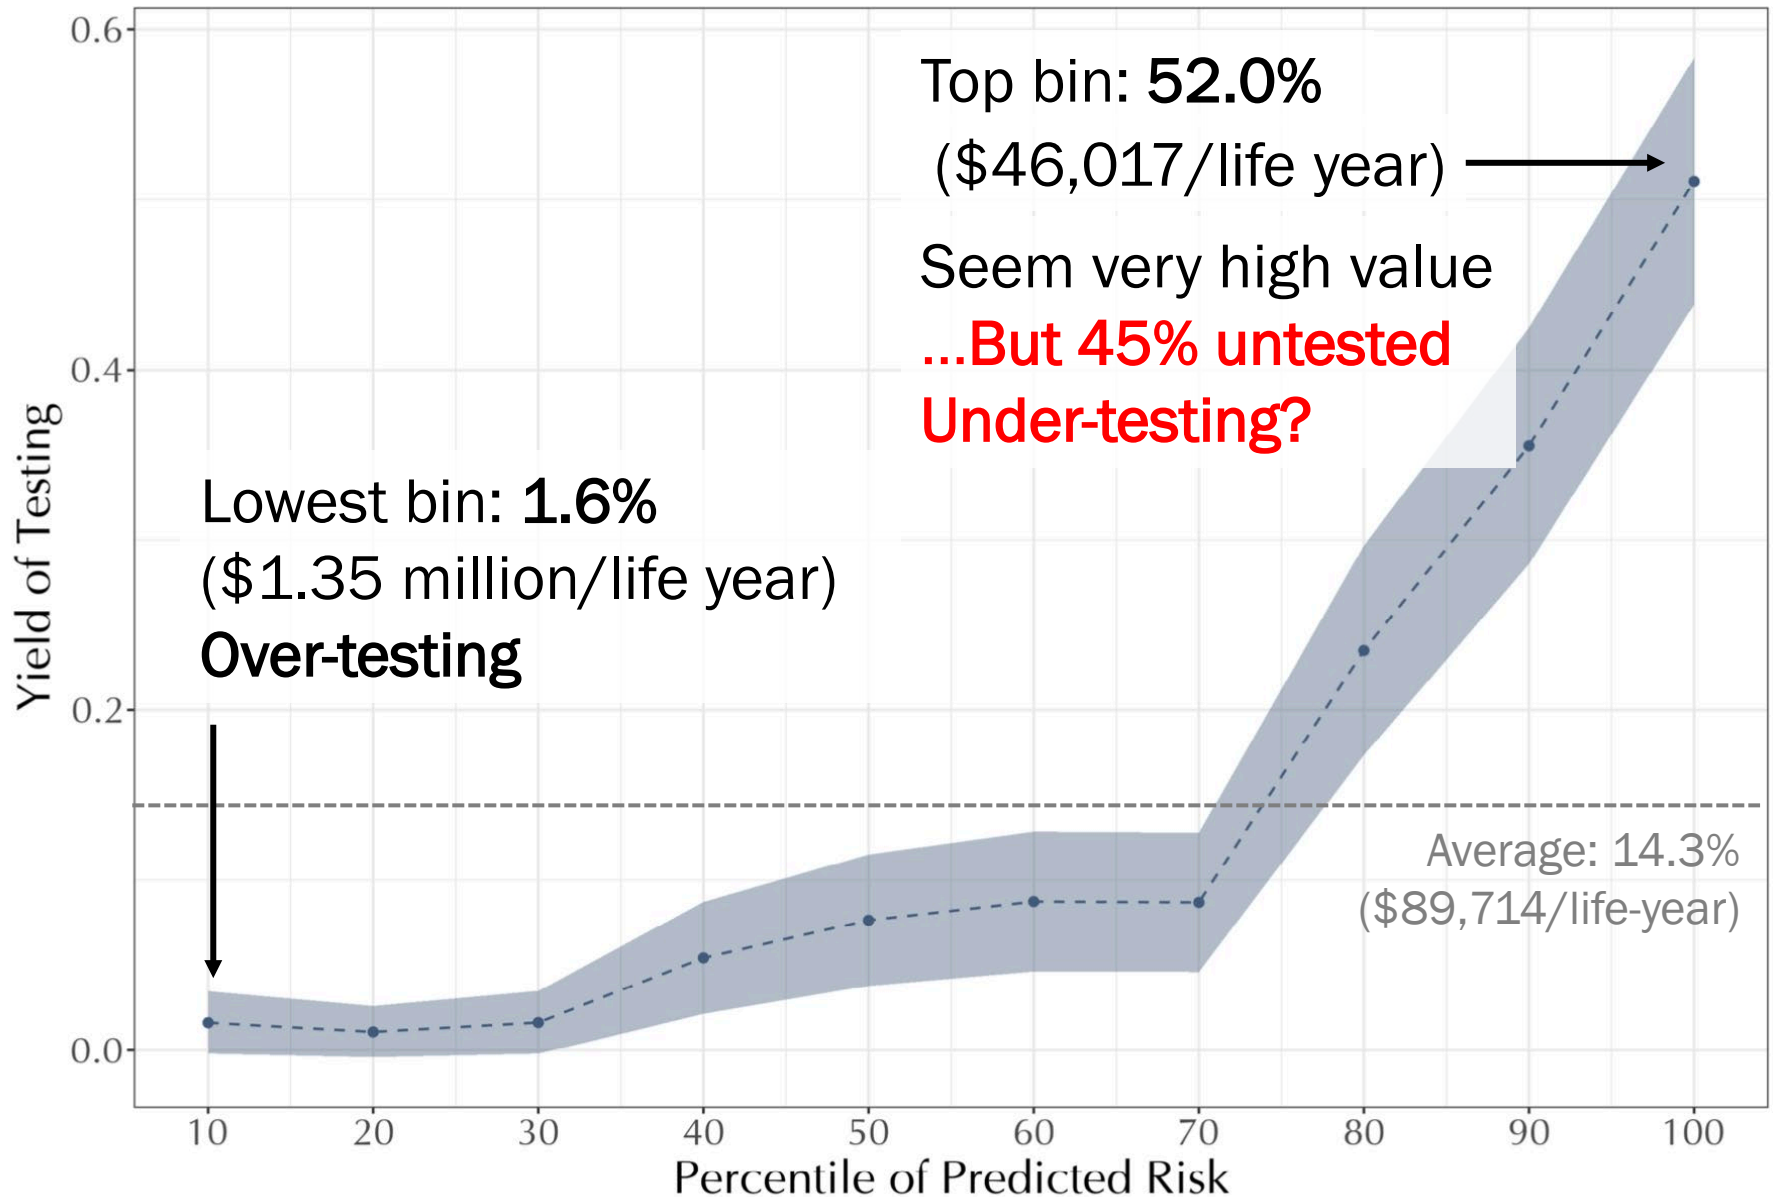 0.6
0.4
0.2
0.0
Yield of Testing
Top bin: 52.0%
($46,017/life year)
Seem very high value
...But 45% untested
Under-testing?
Lowest bin: 1.6%
($1.35 million/life year)
Over-testing
Average: 14.3%
($89,714/life-year)
10 20 30 40 50 60 70 80 90 100
Percentile of Predicted Risk